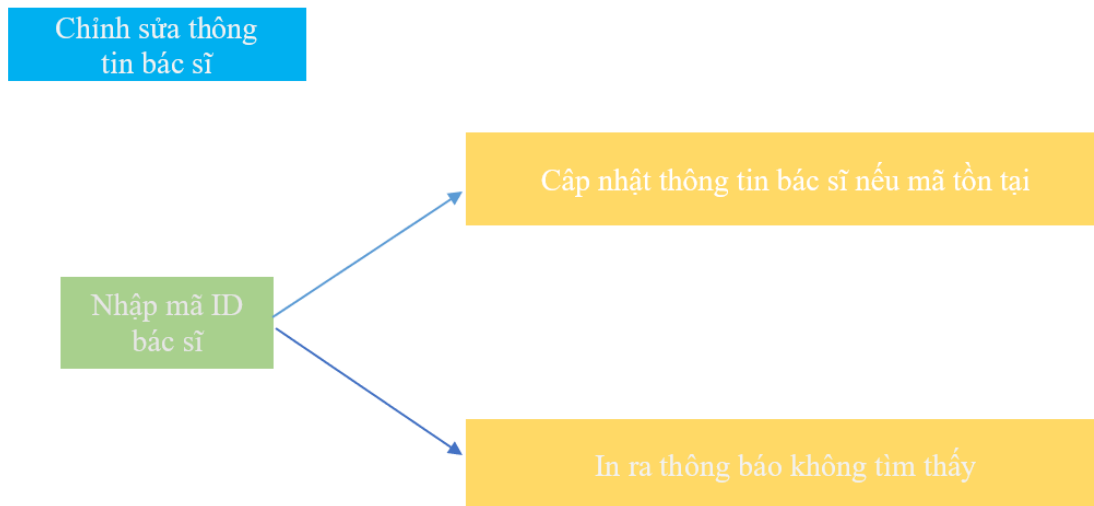 Chỉnh sửa thông
tin bác sĩ
Câp nhật thông tin bác sĩ nếu mã tồn tại
Nhập mã ID
bác sĩ
In ra thông báo không tìm thấy